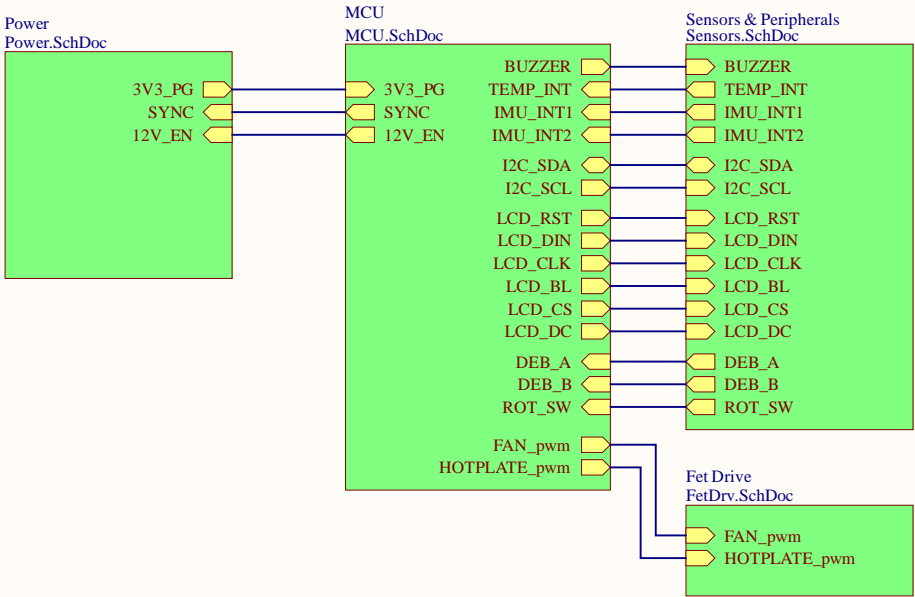 Power
Power.SchDoc
3V3_PG
SYNC
12V_EN
MCU
MCU.SchDoc
3V3_PG
SYNC
12V_EN
BUZZER
TEMP_INT
IMU_INT1
IMU_INT2
I2C_SDA
I2C_SCL
LCD_RST
LCD_DIN
LCD_CLK
LCD_BL
LCD_CS
LCD_DC
DEB_A
DEB_B
ROT_SW
FAN_pwm
HOTPLATE_pwm
Sensors & Peripherals
Sensors.SchDoc
BUZZER
TEMP_INT
IMU_INT1
IMU_INT2
I2C_SDA
I2C_SCL
LCD_RST
LCD_DIN
LCD_CLK
LCD_BL
LCD_CS
LCD_DC
DEB_A
DEB_B
ROT_SW
Fet Drive
FetDrv.SchDoc
FAN_pwm
HOTPLATE_pwm